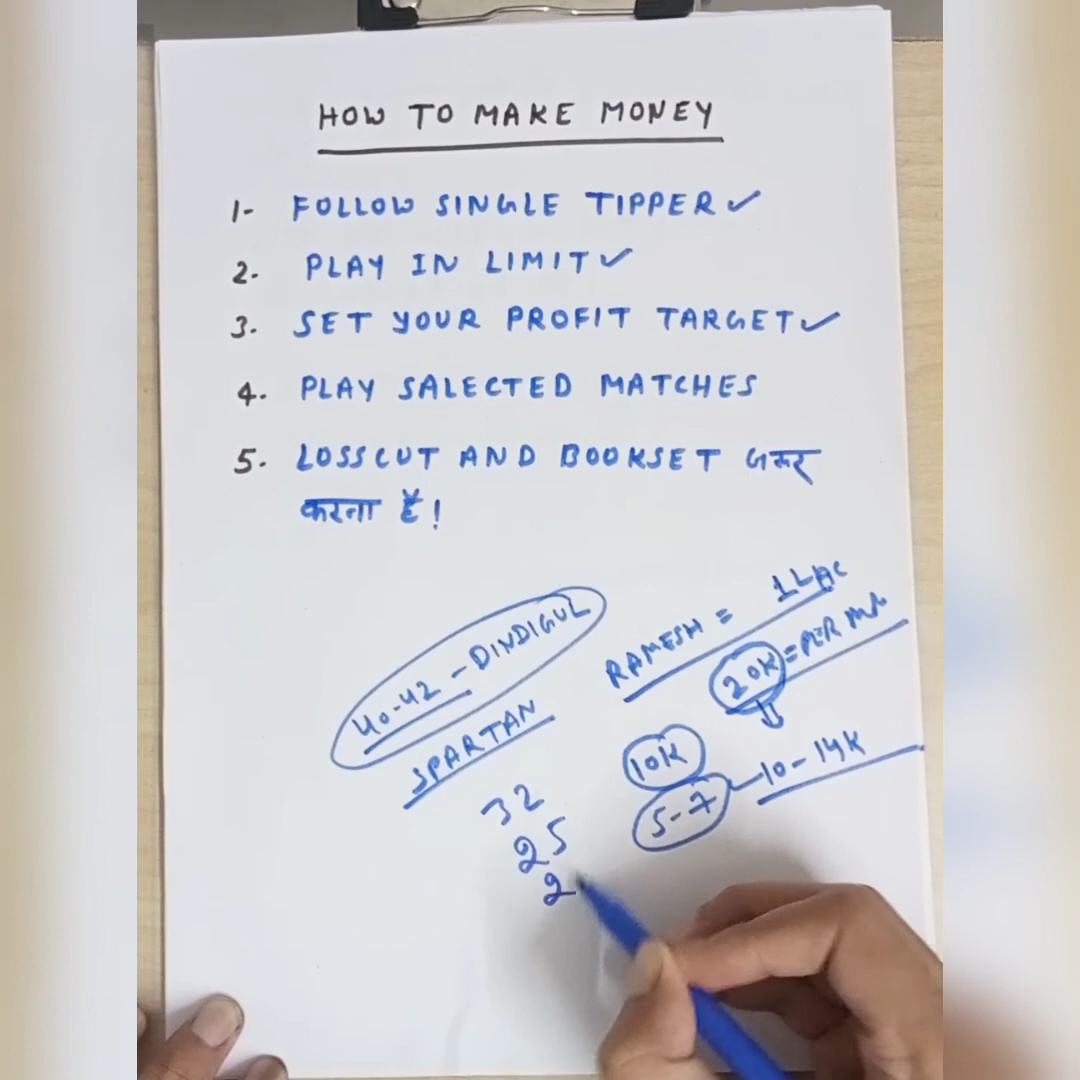 HOW TO MAKE MONEY
1- FOLLOW SINGLE TIPPER ✓
2. PLAY IN LIMIT ✓
3. SET YOUR PROFIT TARGET ✓
4. PLAY SALECTED MATCHES
5. LOSSCUT AND BOOKSET जरूर
करना है!
40-42 - DINDIGUL
SPARTAN
32
25
2
RAMESH = 1 LAC
20K = PER
10K
5-7 - 10-14K